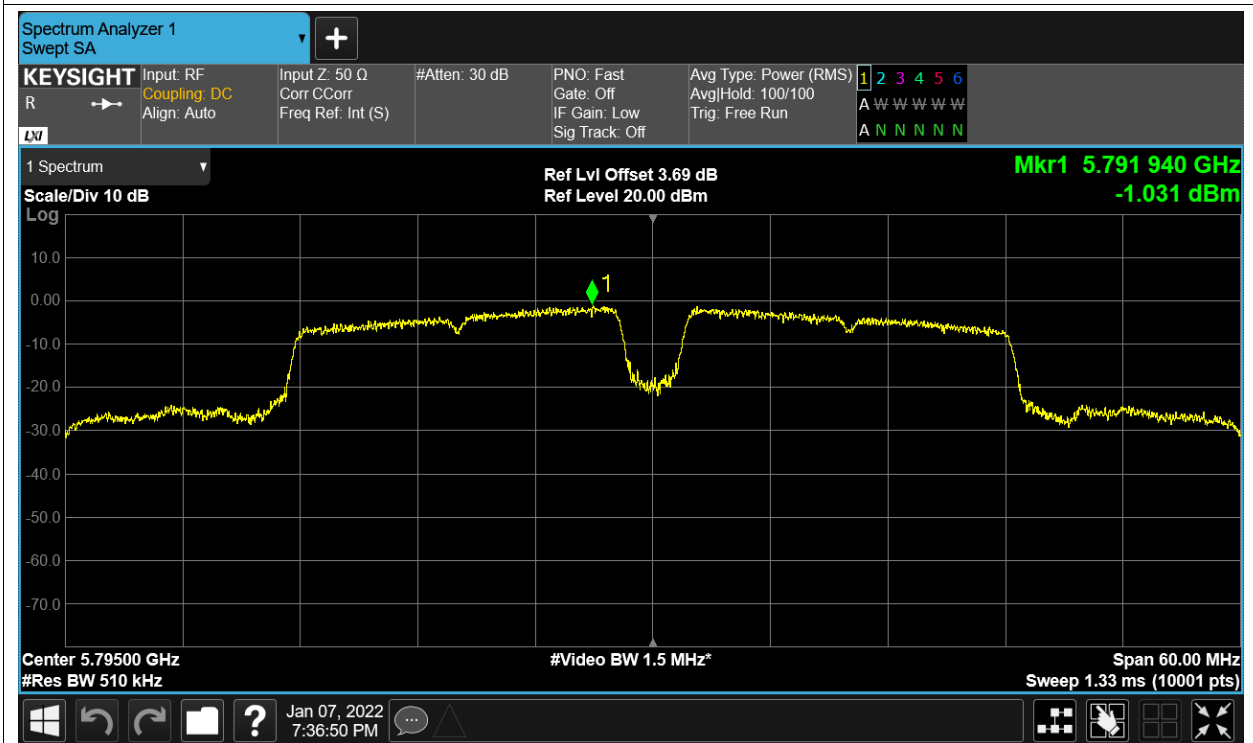 Spectrum Analyzer 1
Swept SA
KEYSIGHT Input: RF Input Z: 50 Ω #Atten: 30 dB PNO: Fast Avg Type: Power (RMS) 1 2 3 4 5 6
R Coupling: DC Corr CCorr Gate: Off Avg|Hold: 100/100 A W W W W W
Align: Auto Freq Ref: Int (S) IF Gain: Low Trig: Free Run
LXI Sig Track: Off A N N N N N
1 Spectrum Ref Lvl Offset 3.69 dB Mkr1 5.791 940 GHz
Scale/Div 10 dB Ref Level 20.00 dBm -1.031 dBm
Log
10.0
1
0.00
-10.0
-20.0
-30.0
-40.0
-50.0
-60.0
-70.0
Center 5.79500 GHz #Video BW 1.5 MHz* Span 60.00 MHz
#Res BW 510 kHz Sweep 1.33 ms (10001 pts)
? Jan 07, 2022
7:36:50 PM